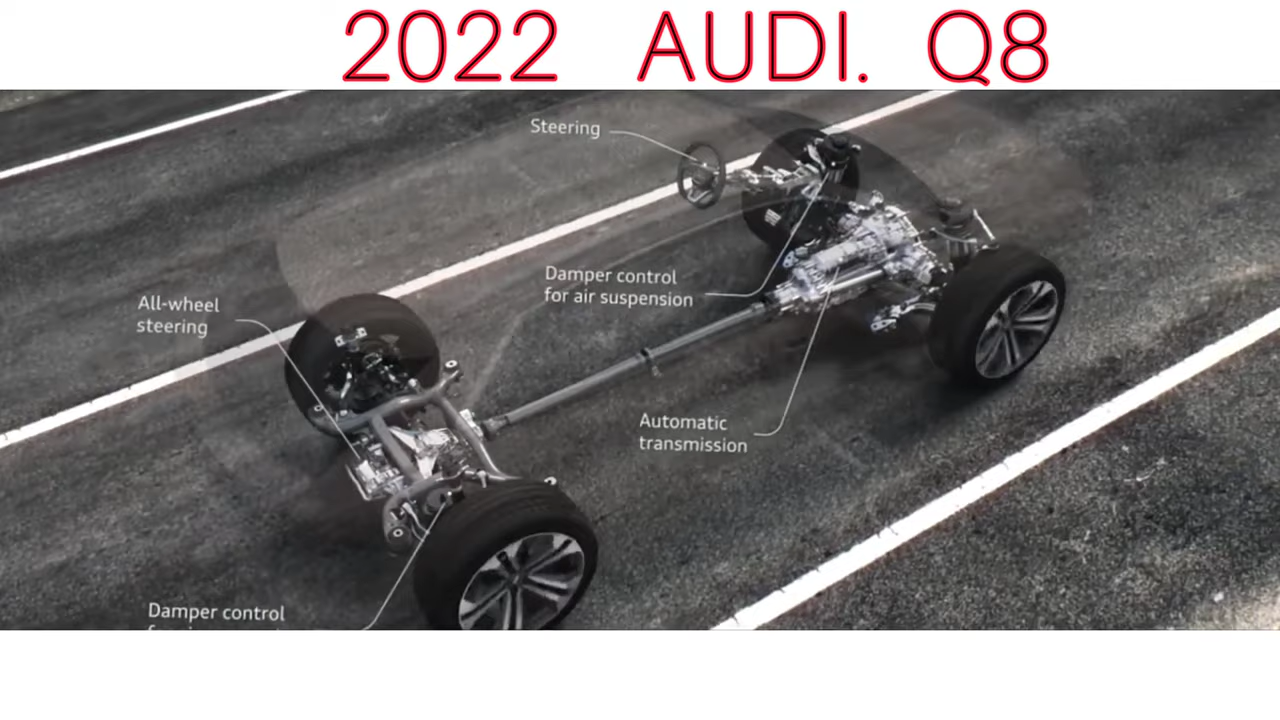 2022 AUDI. Q8
Steering
Damper control
for air suspension
All-wheel
steering
Automatic
transmission
Damper control